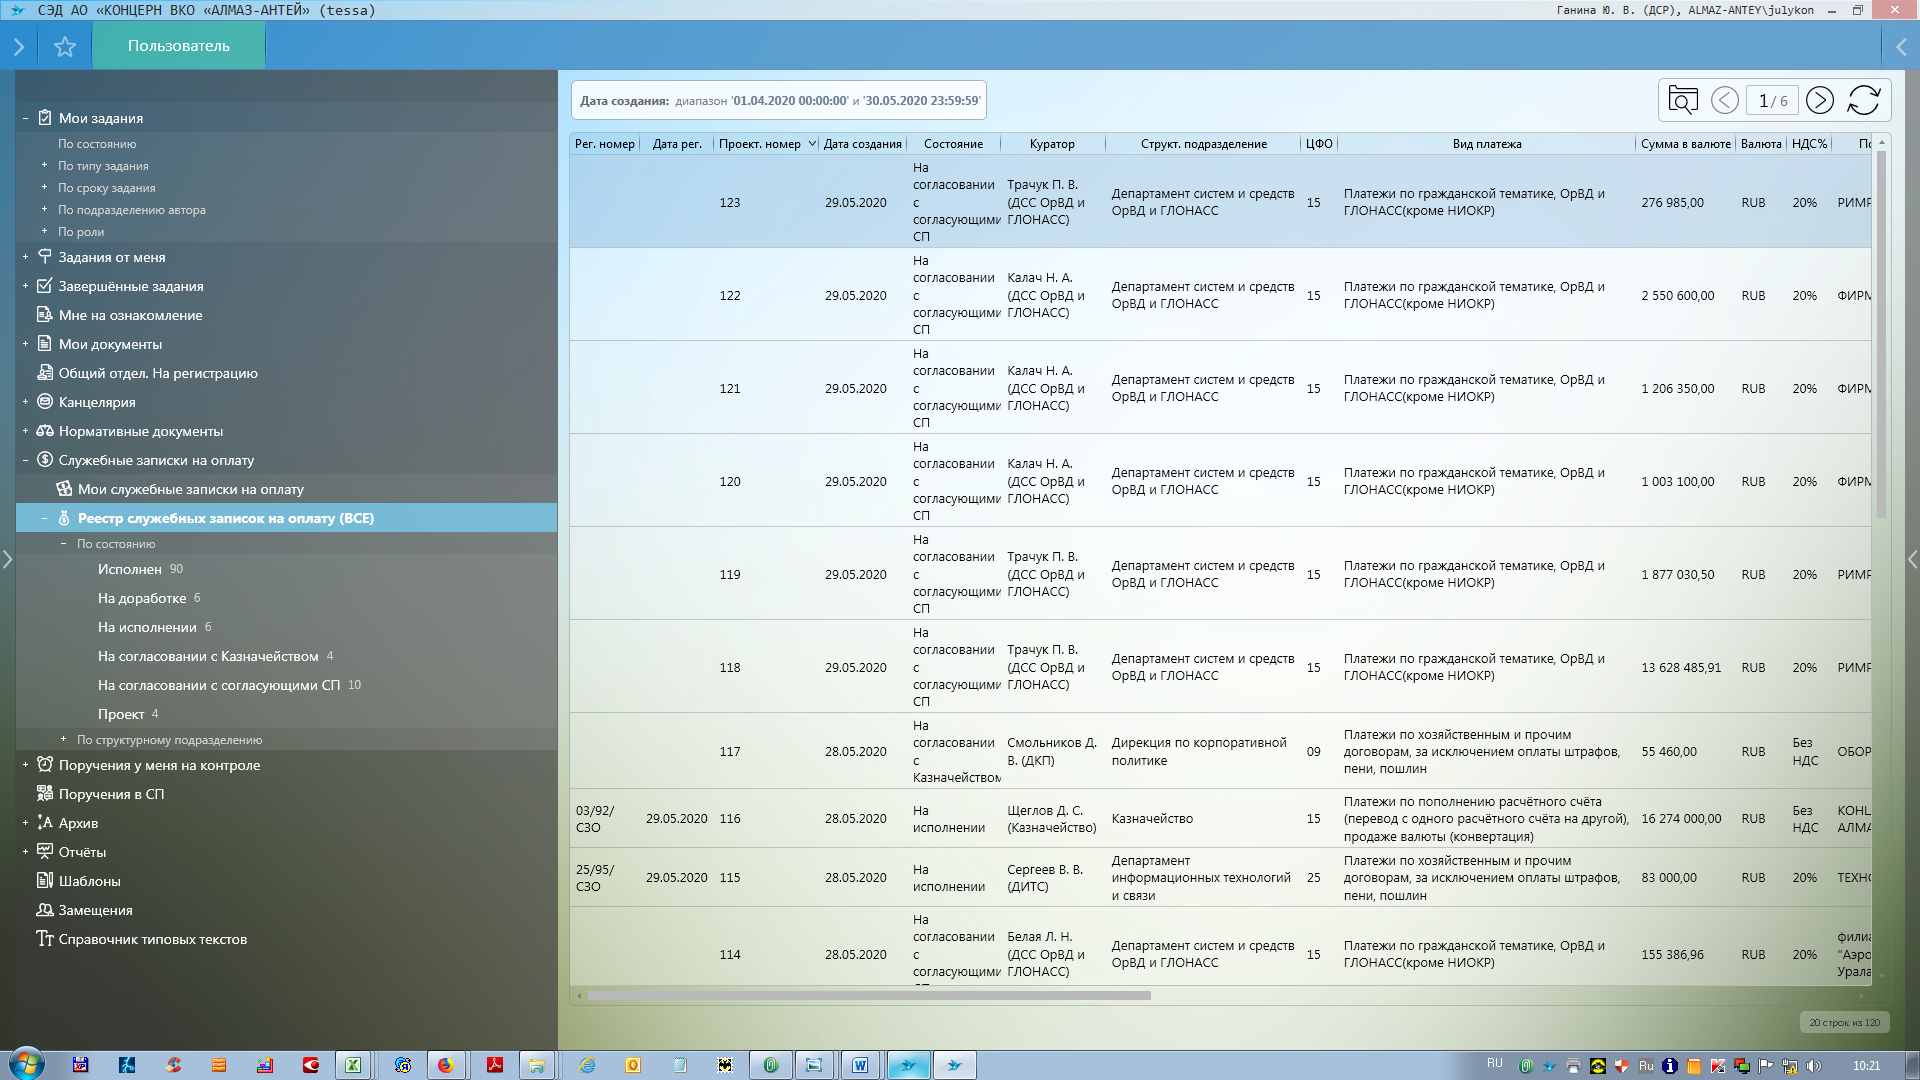 СЭД АО «КОНЦЕРН ВКО «АЛМАЗ-АНТЕЙ» (tessa)
Ганина Ю. В. (ДСР), ALMAZ-ANTEY\julykon
Пользователь
Мои задания
По состоянию
По типу задания
По сроку задания
По подразделению автора
По роли
Задания от меня
Завершённые задания
Мне на ознакомление
Мои документы
Общий отдел. На регистрацию
Канцелярия
Нормативные документы
Служебные записки на оплату
Мои служебные записки на оплату
Реестр служебных записок на оплату (ВСЕ)
По состоянию
Исполнен 90
На доработке 6
На исполнении 6
На согласовании с Казначейством 4
На согласовании с согласующими СП 10
Проект 4
По структурному подразделению
Поручения у меня на контроле
Поручения в СП
Архив
Отчёты
Шаблоны
Замещения
Справочник типовых текстов
Дата создания: диапазон '01.04.2020 00:00:00' и '30.05.2020 23:59:59'
1 / 6
Рег. номер Дата рег. Проект. номер Дата создания Состояние Куратор Структ. подразделение ЦФО Вид платежа Сумма в валюте Валюта НДС% По
На
согласовании
с
согласующими
СП
Трачук П. В.
(ДСС ОрВД и
ГЛОНАСС)
Департамент систем и средств
ОрВД и ГЛОНАСС
Платежи по гражданской тематике, ОрВД и
ГЛОНАСС(кроме НИОКР)
123 29.05.2020 15 276 985,00 RUB 20% РИМР
На
согласовании
с
согласующими
СП
Калач Н. А.
(ДСС ОрВД и
ГЛОНАСС)
Департамент систем и средств
ОрВД и ГЛОНАСС
Платежи по гражданской тематике, ОрВД и
ГЛОНАСС(кроме НИОКР)
122 29.05.2020 15 2 550 600,00 RUB 20% ФИРМ
На
согласовании
с
согласующими
СП
Калач Н. А.
(ДСС ОрВД и
ГЛОНАСС)
Департамент систем и средств
ОрВД и ГЛОНАСС
Платежи по гражданской тематике, ОрВД и
ГЛОНАСС(кроме НИОКР)
121 29.05.2020 15 1 206 350,00 RUB 20% ФИРМ
На
согласовании
с
согласующими
СП
Калач Н. А.
(ДСС ОрВД и
ГЛОНАСС)
Департамент систем и средств
ОрВД и ГЛОНАСС
Платежи по гражданской тематике, ОрВД и
ГЛОНАСС(кроме НИОКР)
120 29.05.2020 15 1 003 100,00 RUB 20% ФИРМ
На
согласовании
с
согласующими
СП
Трачук П. В.
(ДСС ОрВД и
ГЛОНАСС)
Департамент систем и средств
ОрВД и ГЛОНАСС
Платежи по гражданской тематике, ОрВД и
ГЛОНАСС(кроме НИОКР)
119 29.05.2020 15 1 877 030,50 RUB 20% РИМР
На
согласовании
с
согласующими
СП
Трачук П. В.
(ДСС ОрВД и
ГЛОНАСС)
Департамент систем и средств
ОрВД и ГЛОНАСС
Платежи по гражданской тематике, ОрВД и
ГЛОНАСС(кроме НИОКР)
118 29.05.2020 15 13 628 485,91 RUB 20% РИМР
На
согласовании
с
Казначейством
Смольников Д.
В. (ДКП)
Дирекция по корпоративной
политике
Платежи по хозяйственным и прочим
договорам, за исключением оплаты штрафов,
пени, пошлин
117 28.05.2020 09 55 460,00 RUB Без НДС ОБОР
03/92/
СЗО
29.05.2020 116 28.05.2020
На
исполнении
Щеглов Д. С.
(Казначейство)
Казначейство 15
Платежи по пополнению расчётного счёта
(перевод с одного расчётного счёта на другой),
продаже валюты (конвертация)
16 274 000,00 RUB Без НДС
КОНЦ
АЛМА
25/95/
СЗО
29.05.2020 115 28.05.2020
На
исполнении
Сергеев В. В.
(ДИТС)
Департамент
информационных технологий
и связи
25
Платежи по хозяйственным и прочим
договорам, за исключением оплаты штрафов,
пени, пошлин
83 000,00 RUB 20% ТЕХНО
На
согласовании
с
согласующими
Белая Л. Н.
(ДСС ОрВД и
ГЛОНАСС)
Департамент систем и средств
ОрВД и ГЛОНАСС
Платежи по гражданской тематике, ОрВД и
ГЛОНАСС(кроме НИОКР)
114 28.05.2020 15 155 386,96 RUB 20%
филиа
"Аэро
Урала
20 строк из 120
RU
Ru
10:21